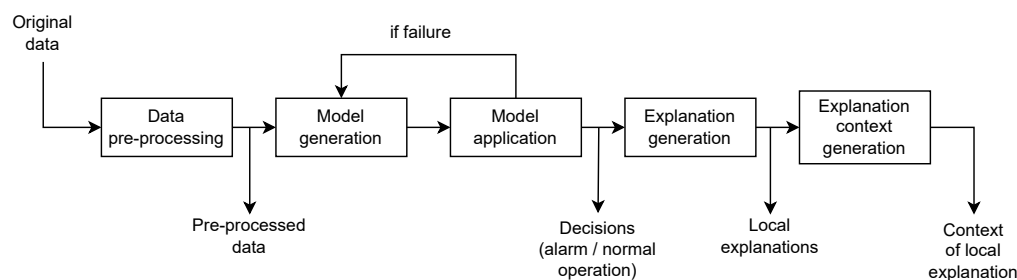 Original
data
if failure
Data
pre-processing
Model
generation
Model
application
Explanation
generation
Explanation
context
generation
Pre-processed
data
Decisions
(alarm / normal
operation)
Local
explanations
Context
of local
explanation